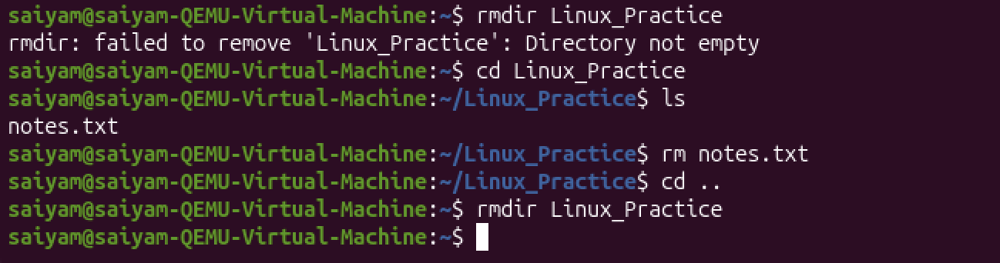 saiyam@saiyam-QEMU-Virtual-Machine:~$ rmdir Linux_Practice
rmdir: failed to remove 'Linux_Practice': Directory not empty
saiyam@saiyam-QEMU-Virtual-Machine:~$ cd Linux_Practice
saiyam@saiyam-QEMU-Virtual-Machine:~/Linux_Practice$ ls
notes.txt
saiyam@saiyam-QEMU-Virtual-Machine:~/Linux_Practice$ rm notes.txt
saiyam@saiyam-QEMU-Virtual-Machine:~/Linux_Practice$ cd ..
saiyam@saiyam-QEMU-Virtual-Machine:~$ rmdir Linux_Practice
saiyam@saiyam-QEMU-Virtual-Machine:~$